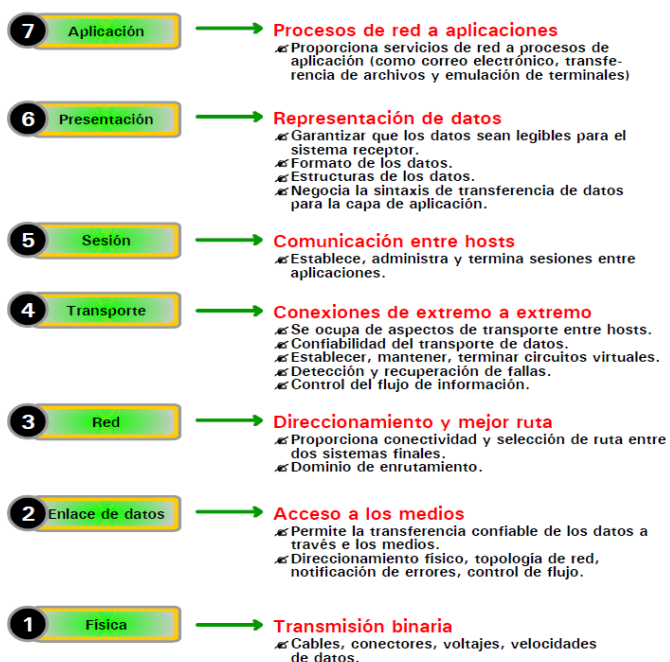 7 Aplicación
Procesos de red a aplicaciones
Proporciona servicios de red a procesos de
aplicación (como correo electrónico, transfe-
rencia de archivos y emulación de terminales)
6 Presentación
Representación de datos
Garantizar que los datos sean legibles para el
sistema receptor.
Formato de los datos.
Estructuras de los datos.
Negocia la sintaxis de transferencia de datos
para la capa de aplicación.
5 Sesión
Comunicación entre hosts
Establece, administra y termina sesiones entre
aplicaciones.
4 Transporte
Conexiones de extremo a extremo
Se ocupa de aspectos de transporte entre hosts.
Confiabilidad del transporte de datos.
Establecer, mantener, terminar circuitos virtuales.
Detección y recuperación de fallas.
Control del flujo de información.
3 Red
Direccionamiento y mejor ruta
Proporciona conectividad y selección de ruta entre
dos sistemas finales.
Dominio de enrutamiento.
2 Enlace de datos
Acceso a los medios
Permite la transferencia confiable de los datos a
través e los medios.
Direccionamiento físico, topología de red,
notificación de errores, control de flujo.
1 Física
Transmisión binaria
Cables, conectores, voltajes, velocidades
de datos.